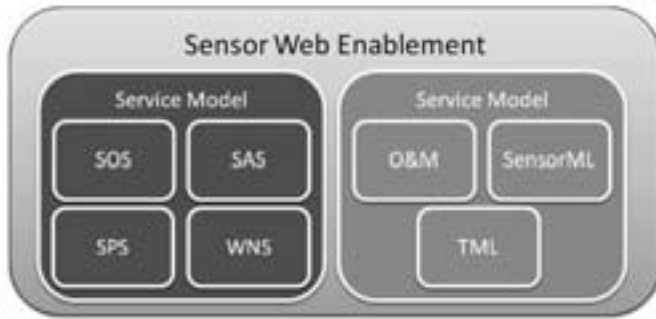 Sensor Web Enablement
Service Model
SOS
SAS
SPS
WNS
Service Model
O&M
SensorML
TML